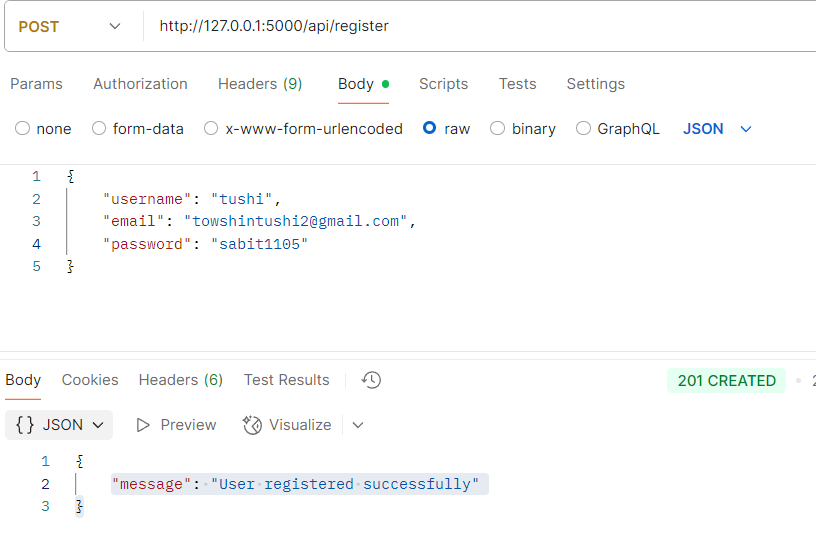 POST http://127.0.0.1:5000/api/register
Params Authorization Headers (9) Body Scripts Tests Settings
none form-data x-www-form-urlencoded raw binary GraphQL JSON
1 {
2 "username": "tushi",
3 "email": "towshintushi2@gmail.com",
4 "password": "sabit1105"
5 }
Body Cookies Headers (6) Test Results 201 CREATED
{} JSON Preview Visualize
1 {
2 "message": "User registered successfully"
3 }